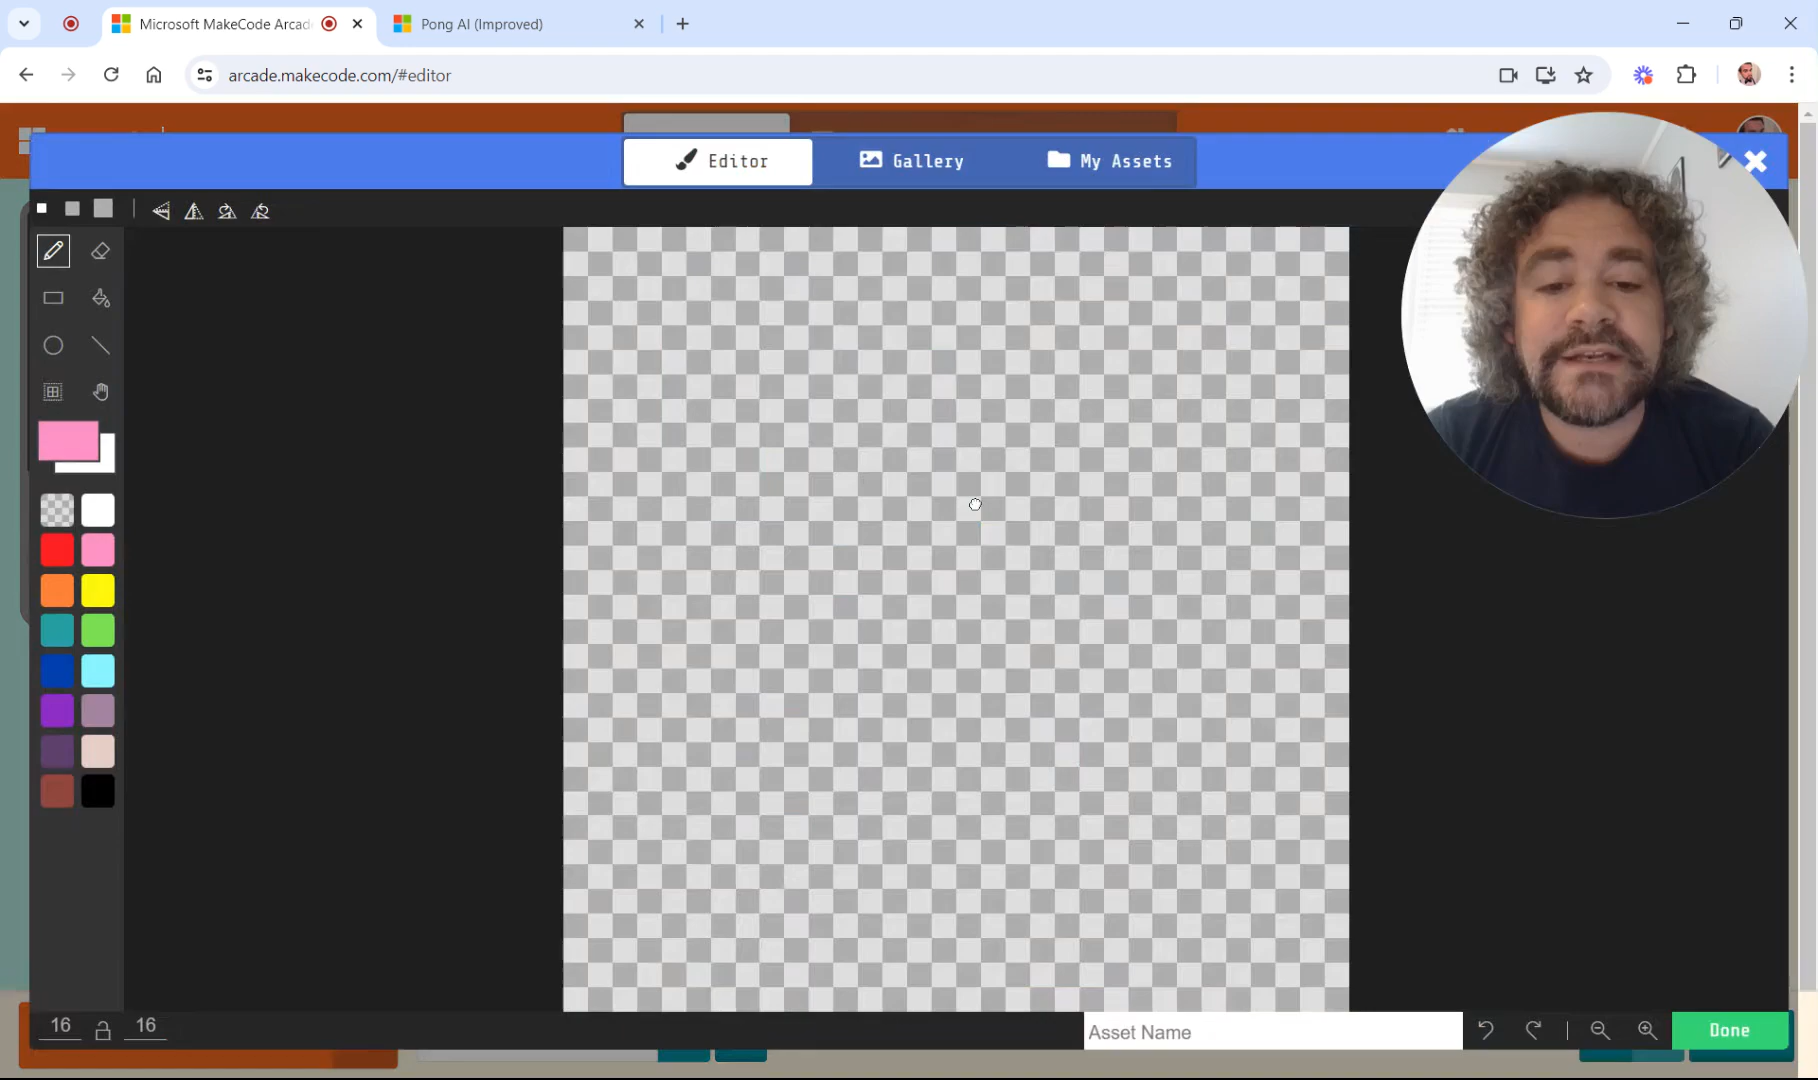 Microsoft MakeCode Arcad
Pong AI (Improved)
arcade.makecode.com/#editor
Editor
Gallery
My Assets
16
16
Asset Name
Done